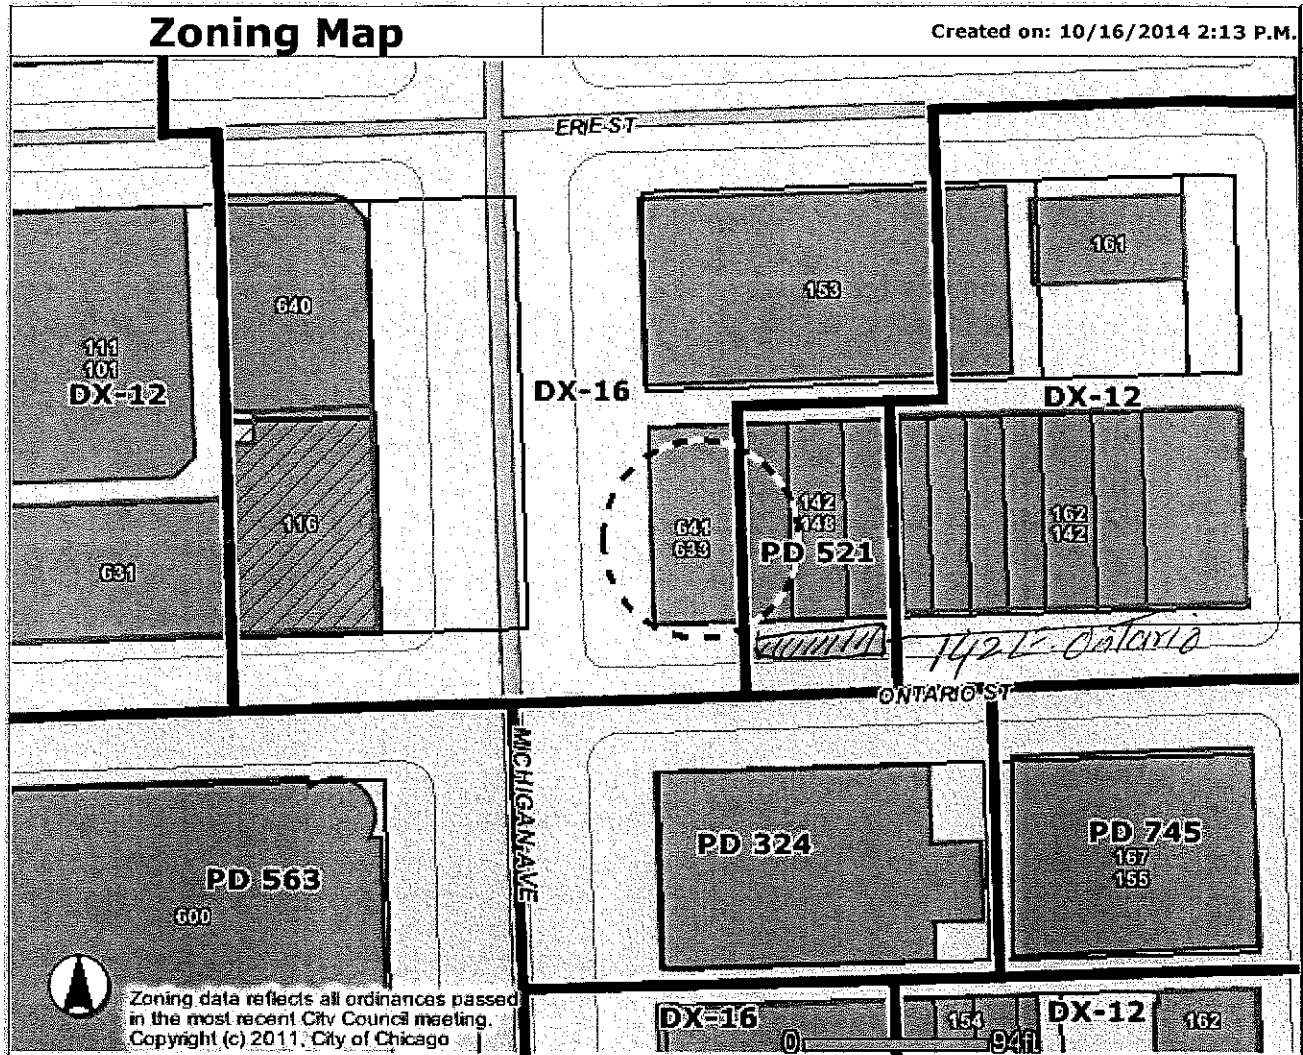 Zoning Map
Created on: 10/16/2014 2:13 P.M.
ERIE ST
161
153
640
111
101
DX-12
DX-16
DX-12
116
641
633
142
148
PD 521
162
142
631
142 E Ontario
ONTARIO ST
MICHIGAN AVE
PD 324
PD 745
167
155
PD 563
600
Zoning data reflects all ordinances passed
in the most recent City Council meeting.
Copyright (c) 2011, City of Chicago
DX-16
154
DX-12
162
0 94ft